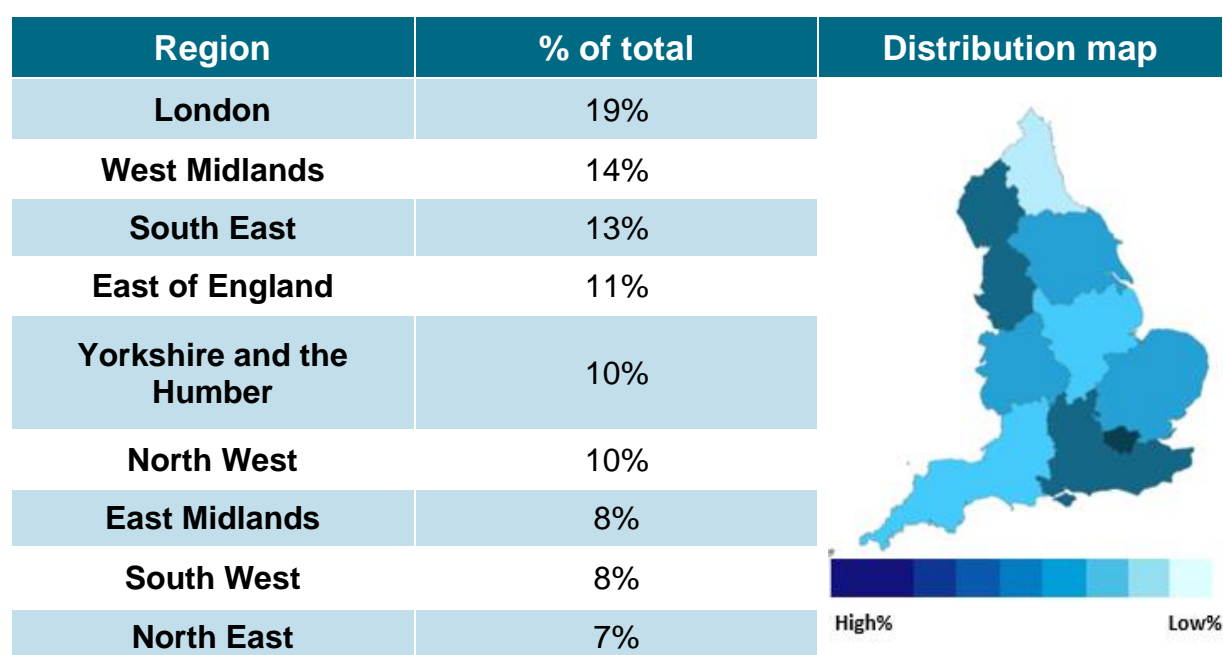 Region % of total Distribution map
London 19%
West Midlands 14%
South East 13%
East of England 11%
Yorkshire and the
Humber 10%
North West 10%
East Midlands 8%
South West 8%
North East 7%
High% Low%